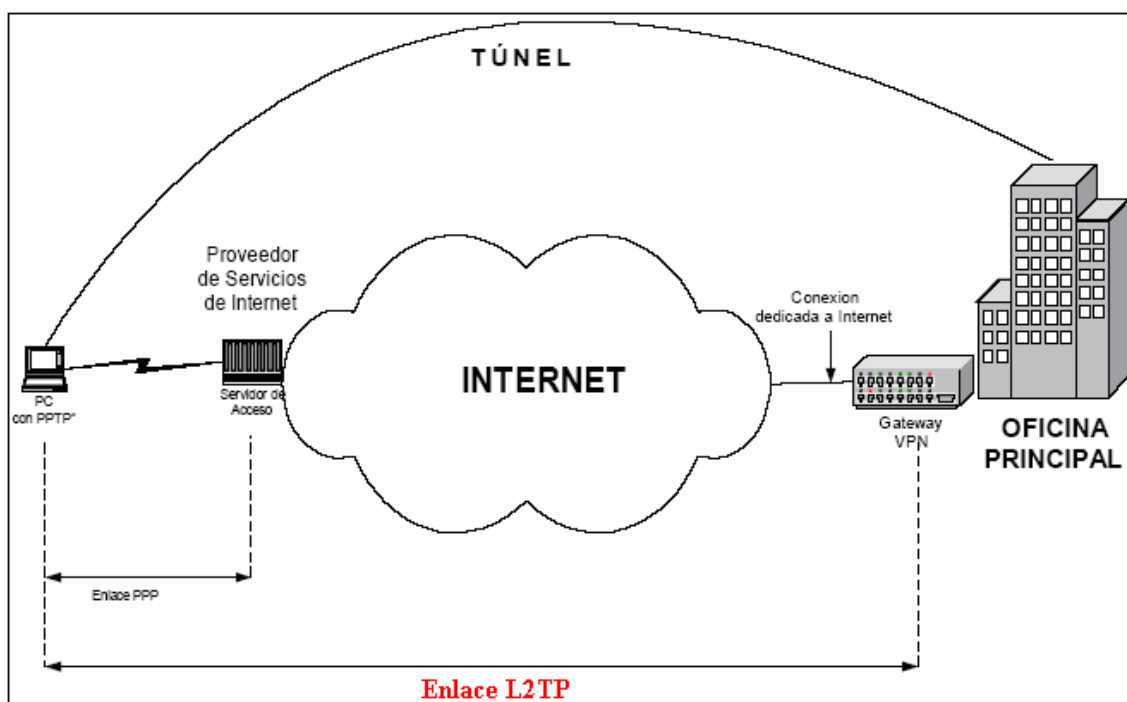 TÚNEL
Proveedor
de Servicios
de Internet
Conexion
dedicada a Internet
INTERNET
PC
con PPTP"
Servidor de
Acceso
Gateway
VPN
OFICINA
PRINCIPAL
Enlace PPP
Enlace L2TP